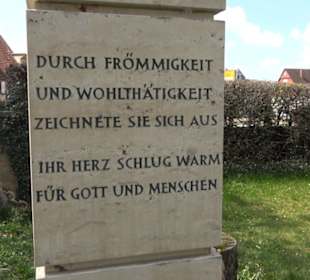 DURCH FRÖMMIGKEIT
UND WOHLTHÄTIGKEIT
ZEICHNETE SIE SICH AUS
IHR HERZ SCHLUG WARM
FÜR GOTT UND MENSCHEN